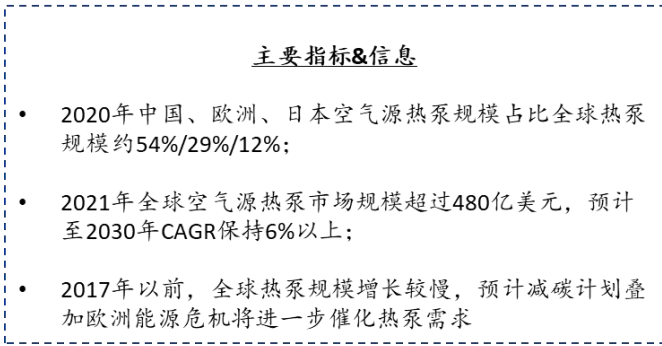 主要指标&信息
• 2020年中国、欧洲、日本空气源热泵规模占比全球热泵
规模约54%/29%/12%；
• 2021年全球空气源热泵市场规模超过480亿美元，预计
至2030年CAGR保持6%以上；
• 2017年以前，全球热泵规模增长较慢，预计减碳计划叠
加欧洲能源危机将进一步催化热泵需求